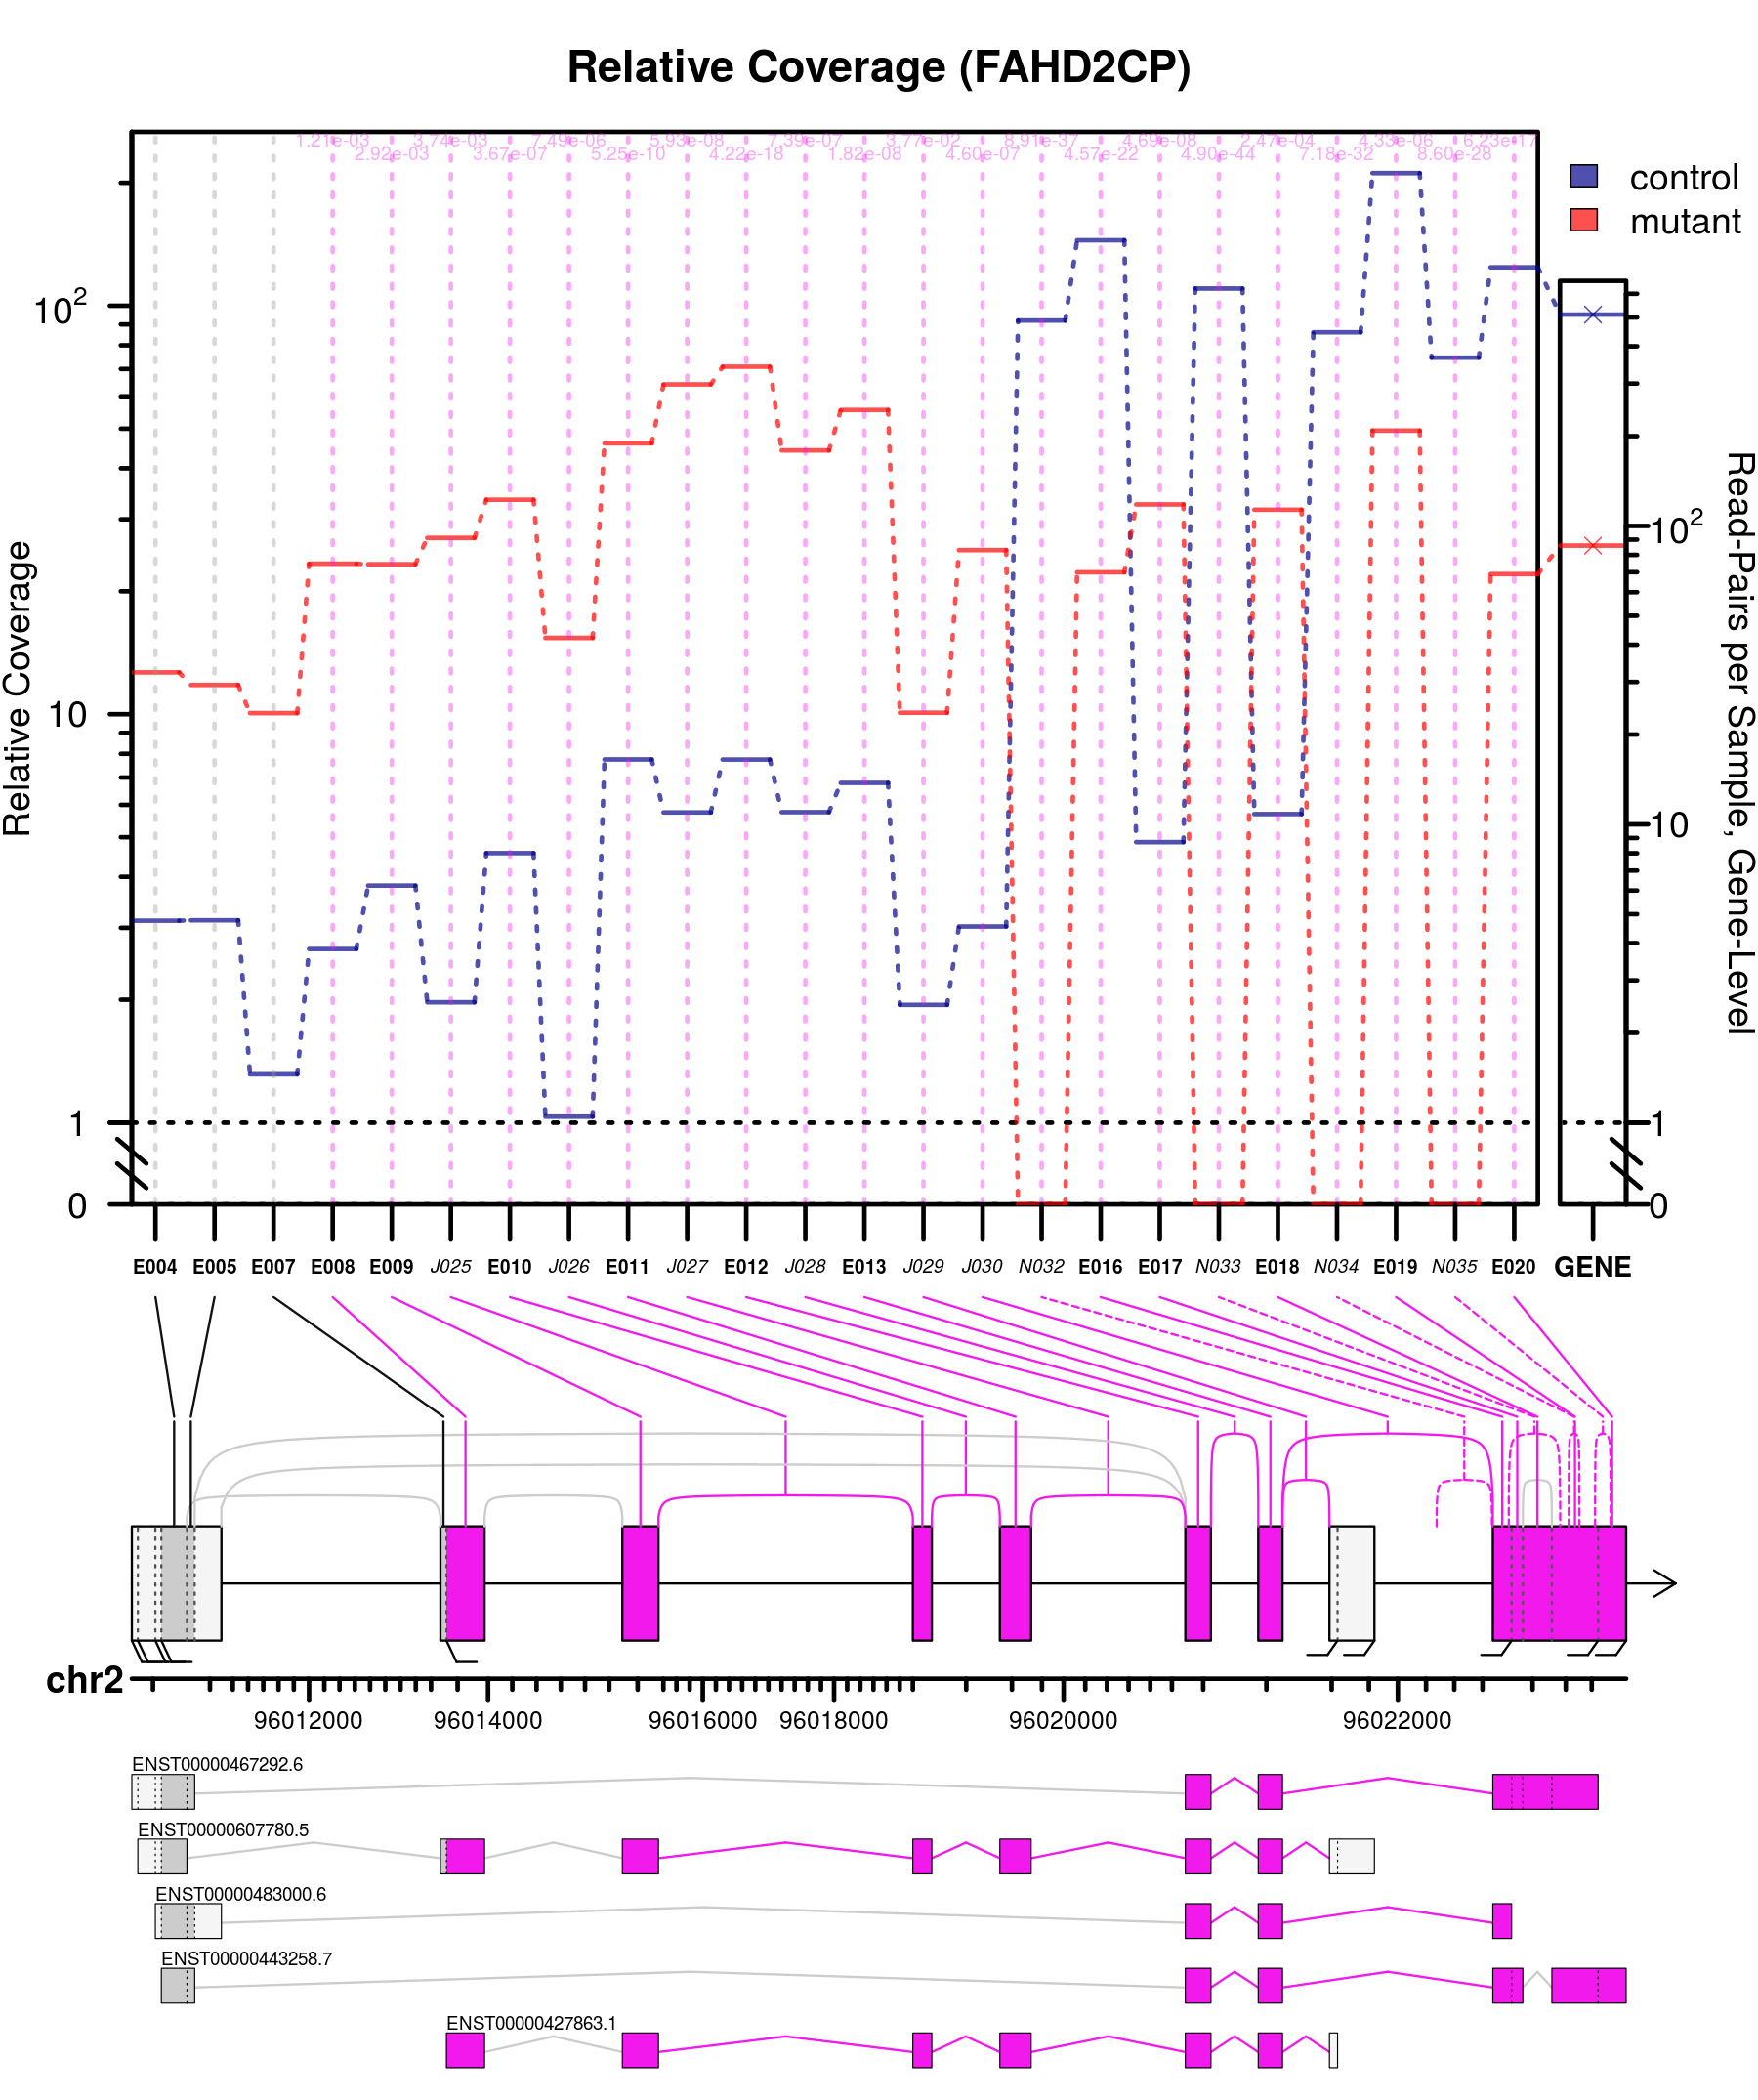 Relative Coverage (FAHD2CP)
1.21e-03 3.74e-03 7.49e-06 5.93e-08 7.39e-07 3.77e-02 8.91e-37 4.69e-08 2.47e-04 4.33e-06 6.23e-17
2.92e-03 3.67e-07 5.25e-10 4.22e-18 1.82e-08 4.60e-07 4.57e-22 4.90e-44 7.18e-32 8.60e-28
control
mutant
Relative Coverage
10²
10
1
0
Read-Pairs per Sample, Gene-Level
10²
10
1
0
E004 E005 E007 E008 E009 J025 E010 J026 E011 J027 E012 J028 E013 J029 J030 N032 E016 E017 N033 E018 N034 E019 N035 E020 GENE
chr2
96012000 96014000 96016000 96018000 96020000 96022000
ENST00000467292.6
ENST00000607780.5
ENST00000483000.6
ENST00000443258.7
ENST00000427863.1